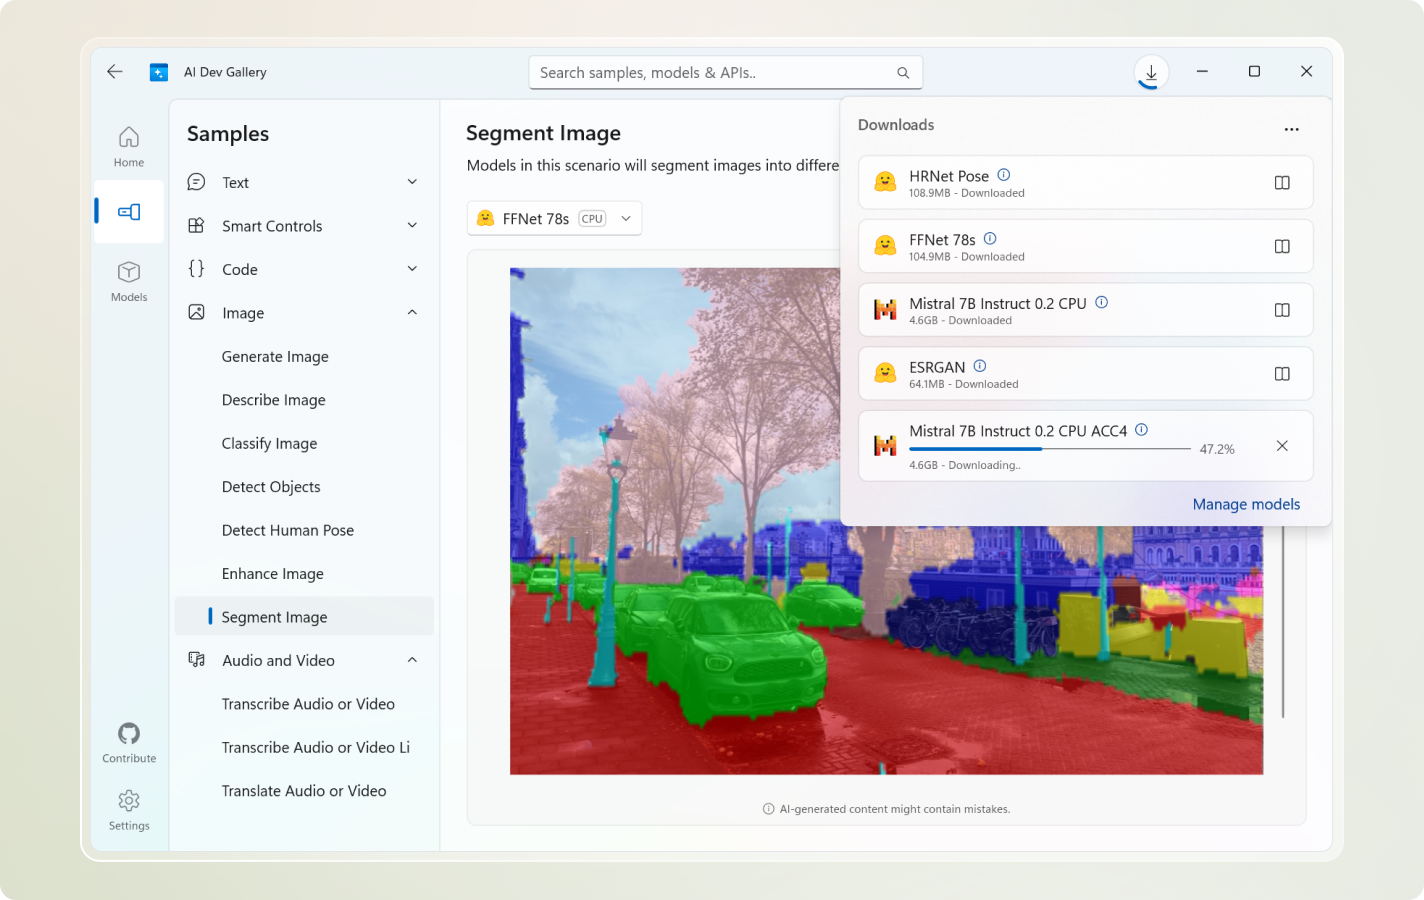 AI Dev Gallery
Search samples, models & APIs..
Home
Models
Contribute
Settings
Samples
Text
Smart Controls
Code
Image
Generate Image
Describe Image
Classify Image
Detect Objects
Detect Human Pose
Enhance Image
Segment Image
Audio and Video
Transcribe Audio or Video
Transcribe Audio or Video Li
Translate Audio or Video
Segment Image
Models in this scenario will segment images into differe
FFNet 78s CPU
AI-generated content might contain mistakes.
Downloads
HRNet Pose
108.9MB - Downloaded
FFNet 78s
104.9MB - Downloaded
Mistral 7B Instruct 0.2 CPU
4.6GB - Downloaded
ESRGAN
64.1MB - Downloaded
Mistral 7B Instruct 0.2 CPU ACC4
47.2%
4.6GB - Downloading..
Manage models